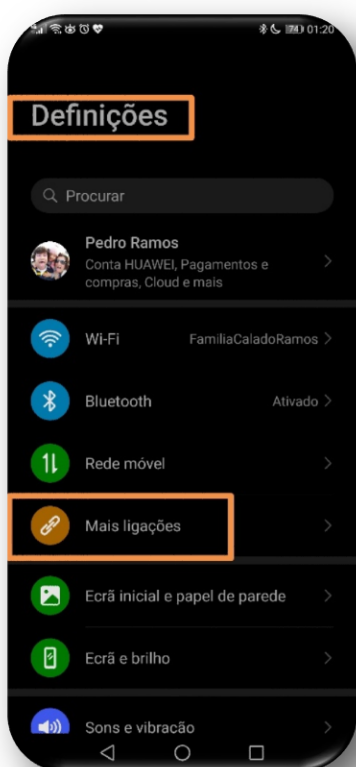 74 01:20
Definições
Procurar
Pedro Ramos
Conta HUAWEI, Pagamentos e
compras, Cloud e mais
Wi-Fi FamiliaCaladoRamos
Bluetooth Ativado
Rede móvel
Mais ligações
Ecrã inicial e papel de parede
Ecrã e brilho
Sons e vibração